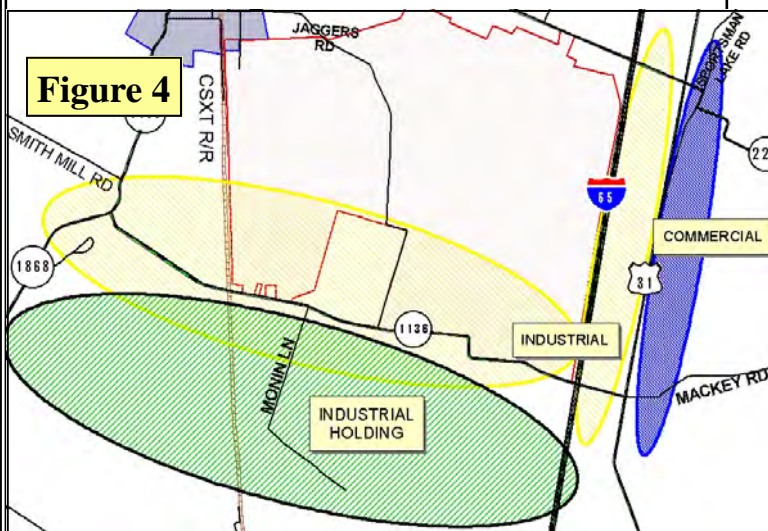 JAGGERS
RD
SPORTSMAN
LAKE RD
Figure 4
CSXT R/R
SMITH MILL RD
22
65
COMMERCIAL
1868
31
1136
INDUSTRIAL
MONIN LN
MACKEY RD
INDUSTRIAL
HOLDING